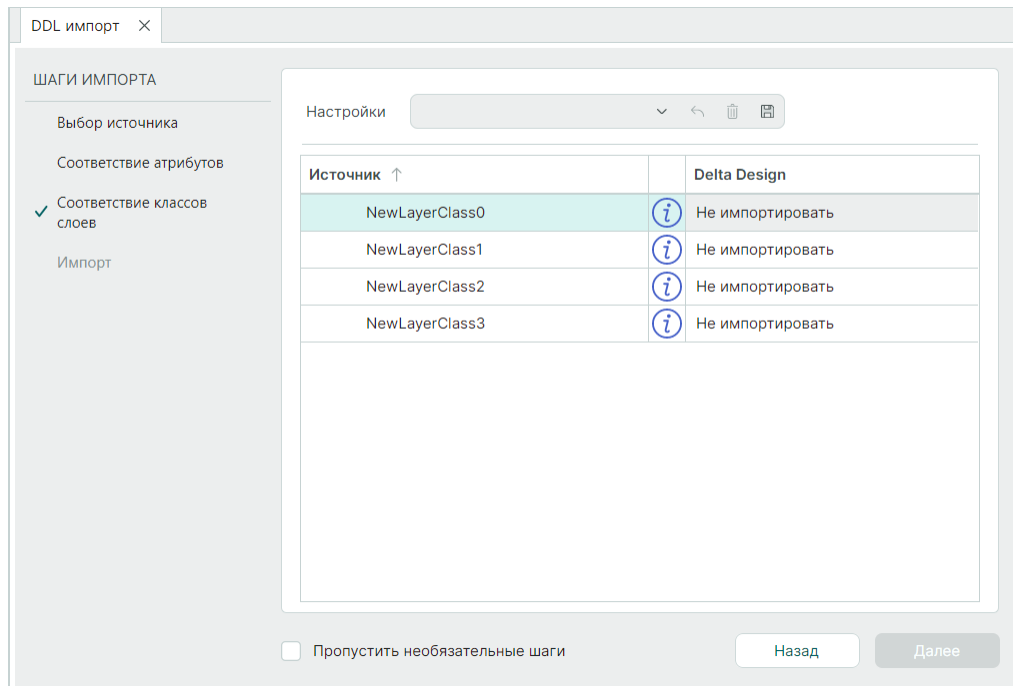 DDL импорт
ШАГИ ИМПОРТА
Выбор источника
Соответствие атрибутов
Соответствие классов
слоев
Импорт
Настройки
Источник Delta Design
NewLayerClass0 Не импортировать
NewLayerClass1 Не импортировать
NewLayerClass2 Не импортировать
NewLayerClass3 Не импортировать
Пропустить необязательные шаги
Назад
Далее